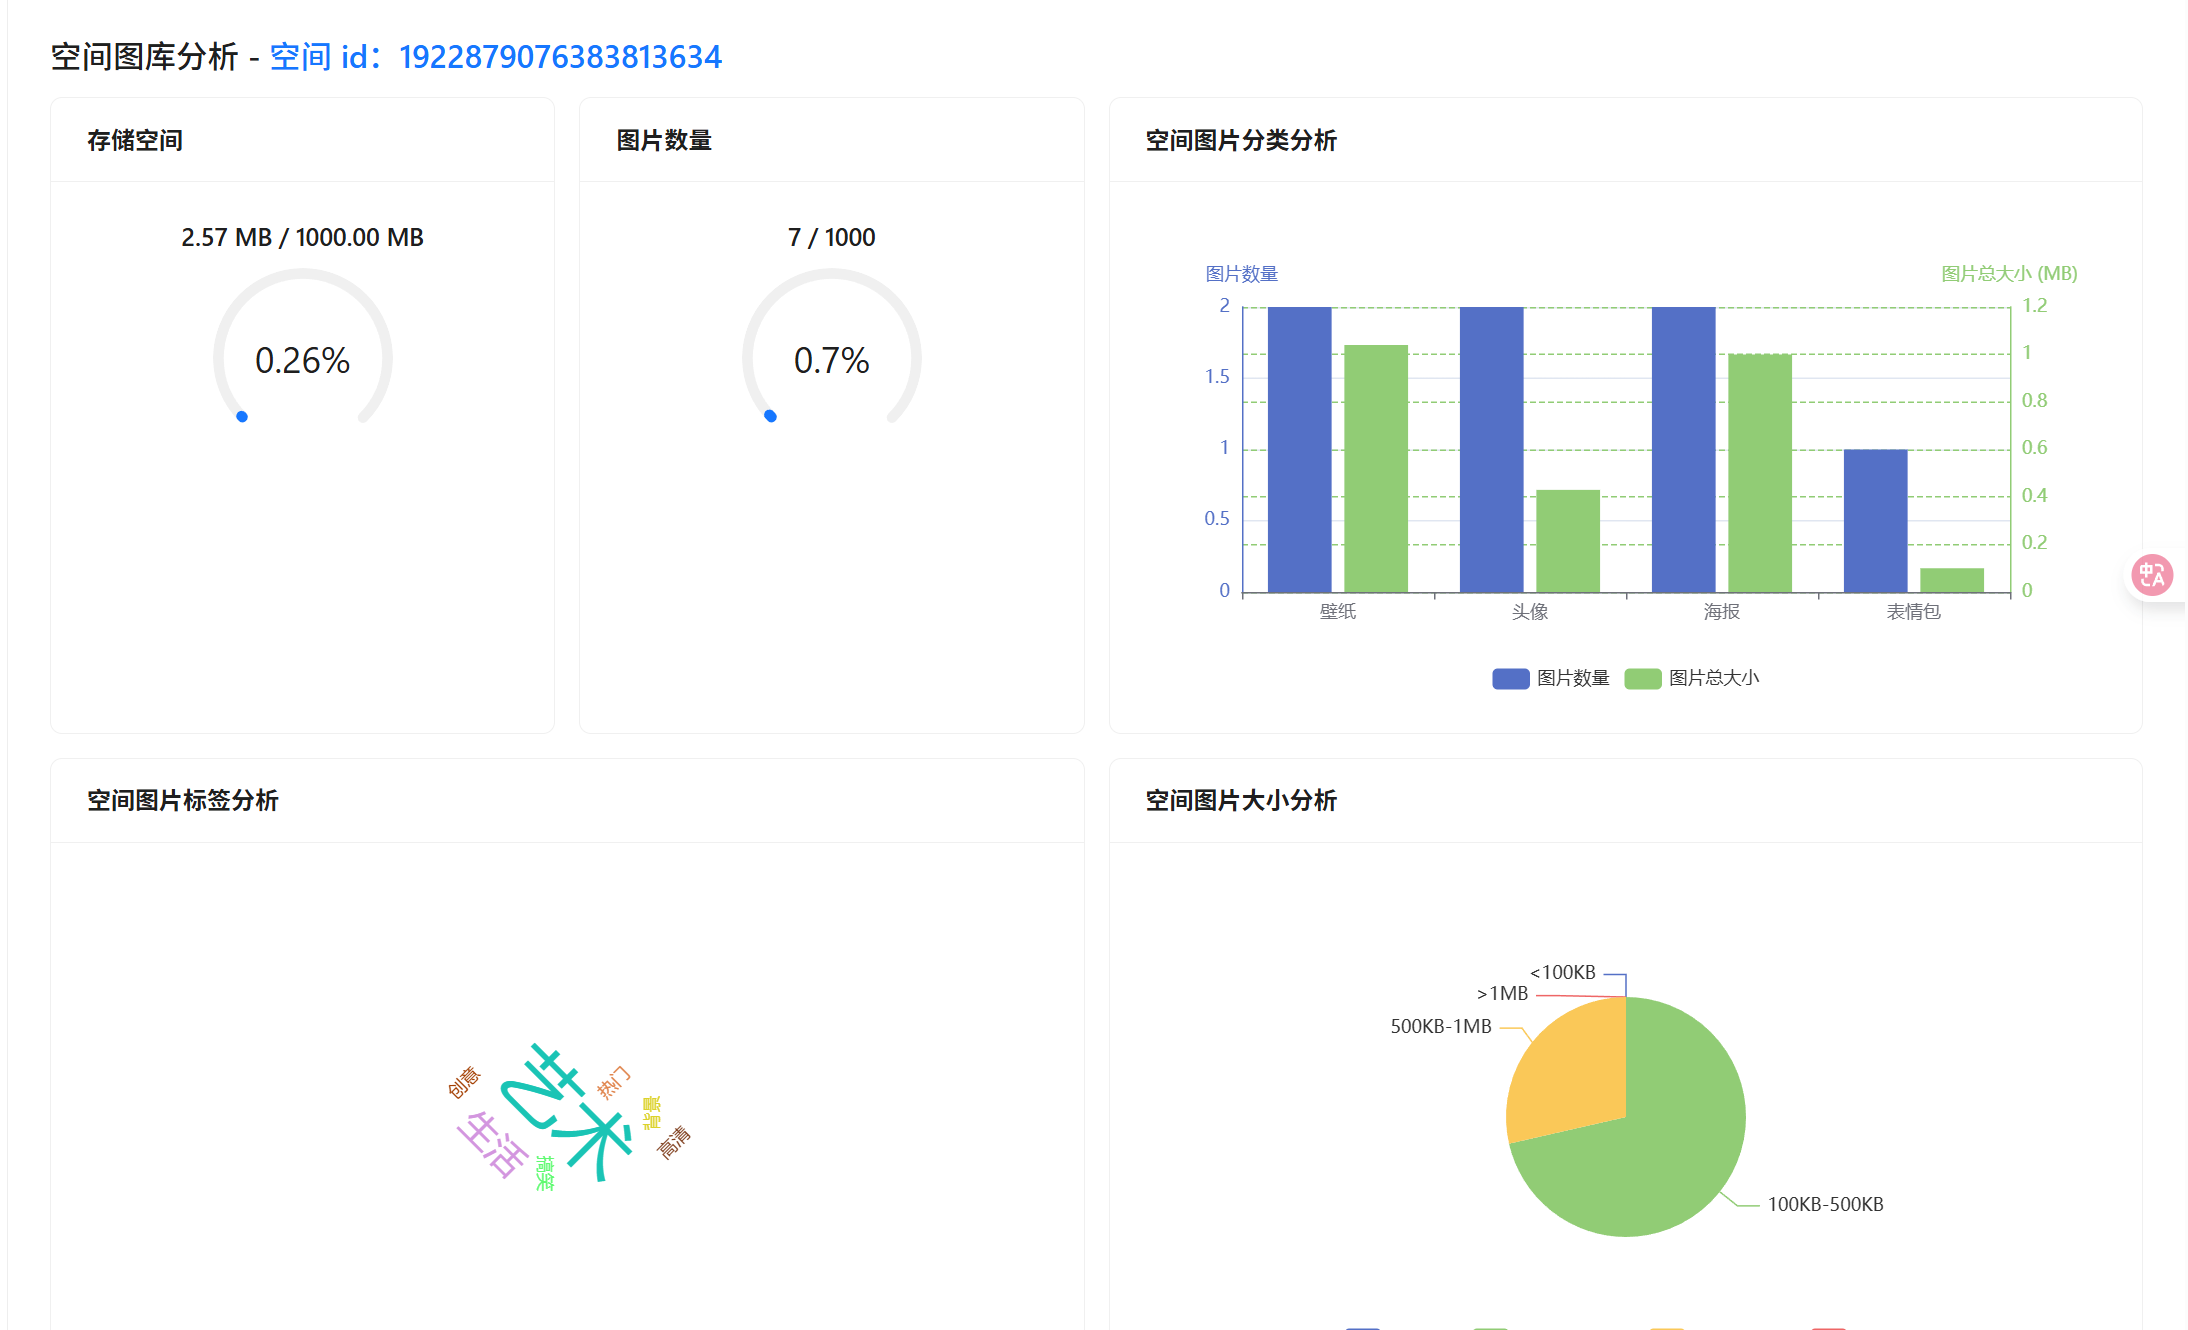 空间图库分析 - 空间 id：1922879076383813634
存储空间
2.57 MB / 1000.00 MB
0.26%
图片数量
7 / 1000
0.7%
空间图片分类分析
图片数量
图片总大小 (MB)
2
1.5
1
0.5
0
1.2
1
0.8
0.6
0.4
0.2
0
壁纸
头像
海报
表情包
图片数量
图片总大小
中A
空间图片标签分析
创意
艺术
热门
背景
高清
生活
搞笑
空间图片大小分析
<100KB
>1MB
500KB-1MB
100KB-500KB